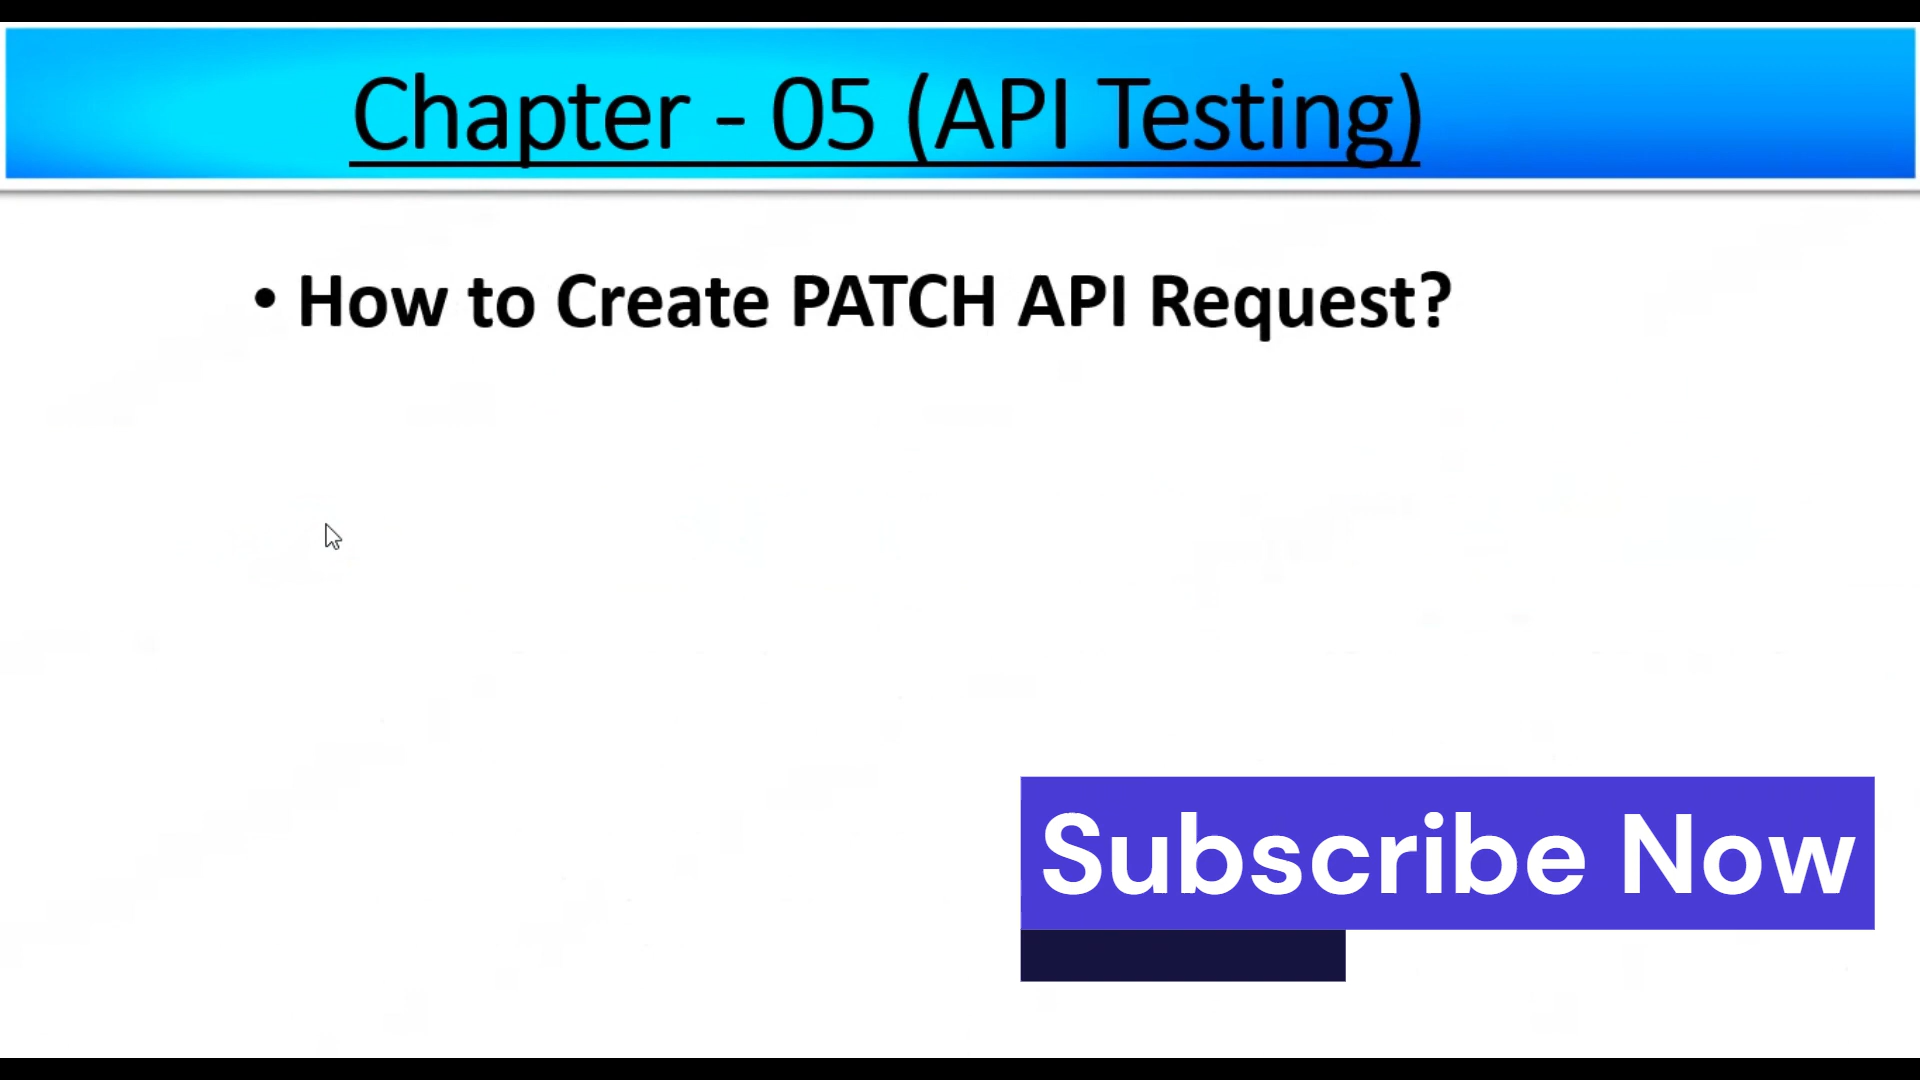 Chapter - 05 (API Testing)
• How to Create PATCH API Request?
Subscribe Now